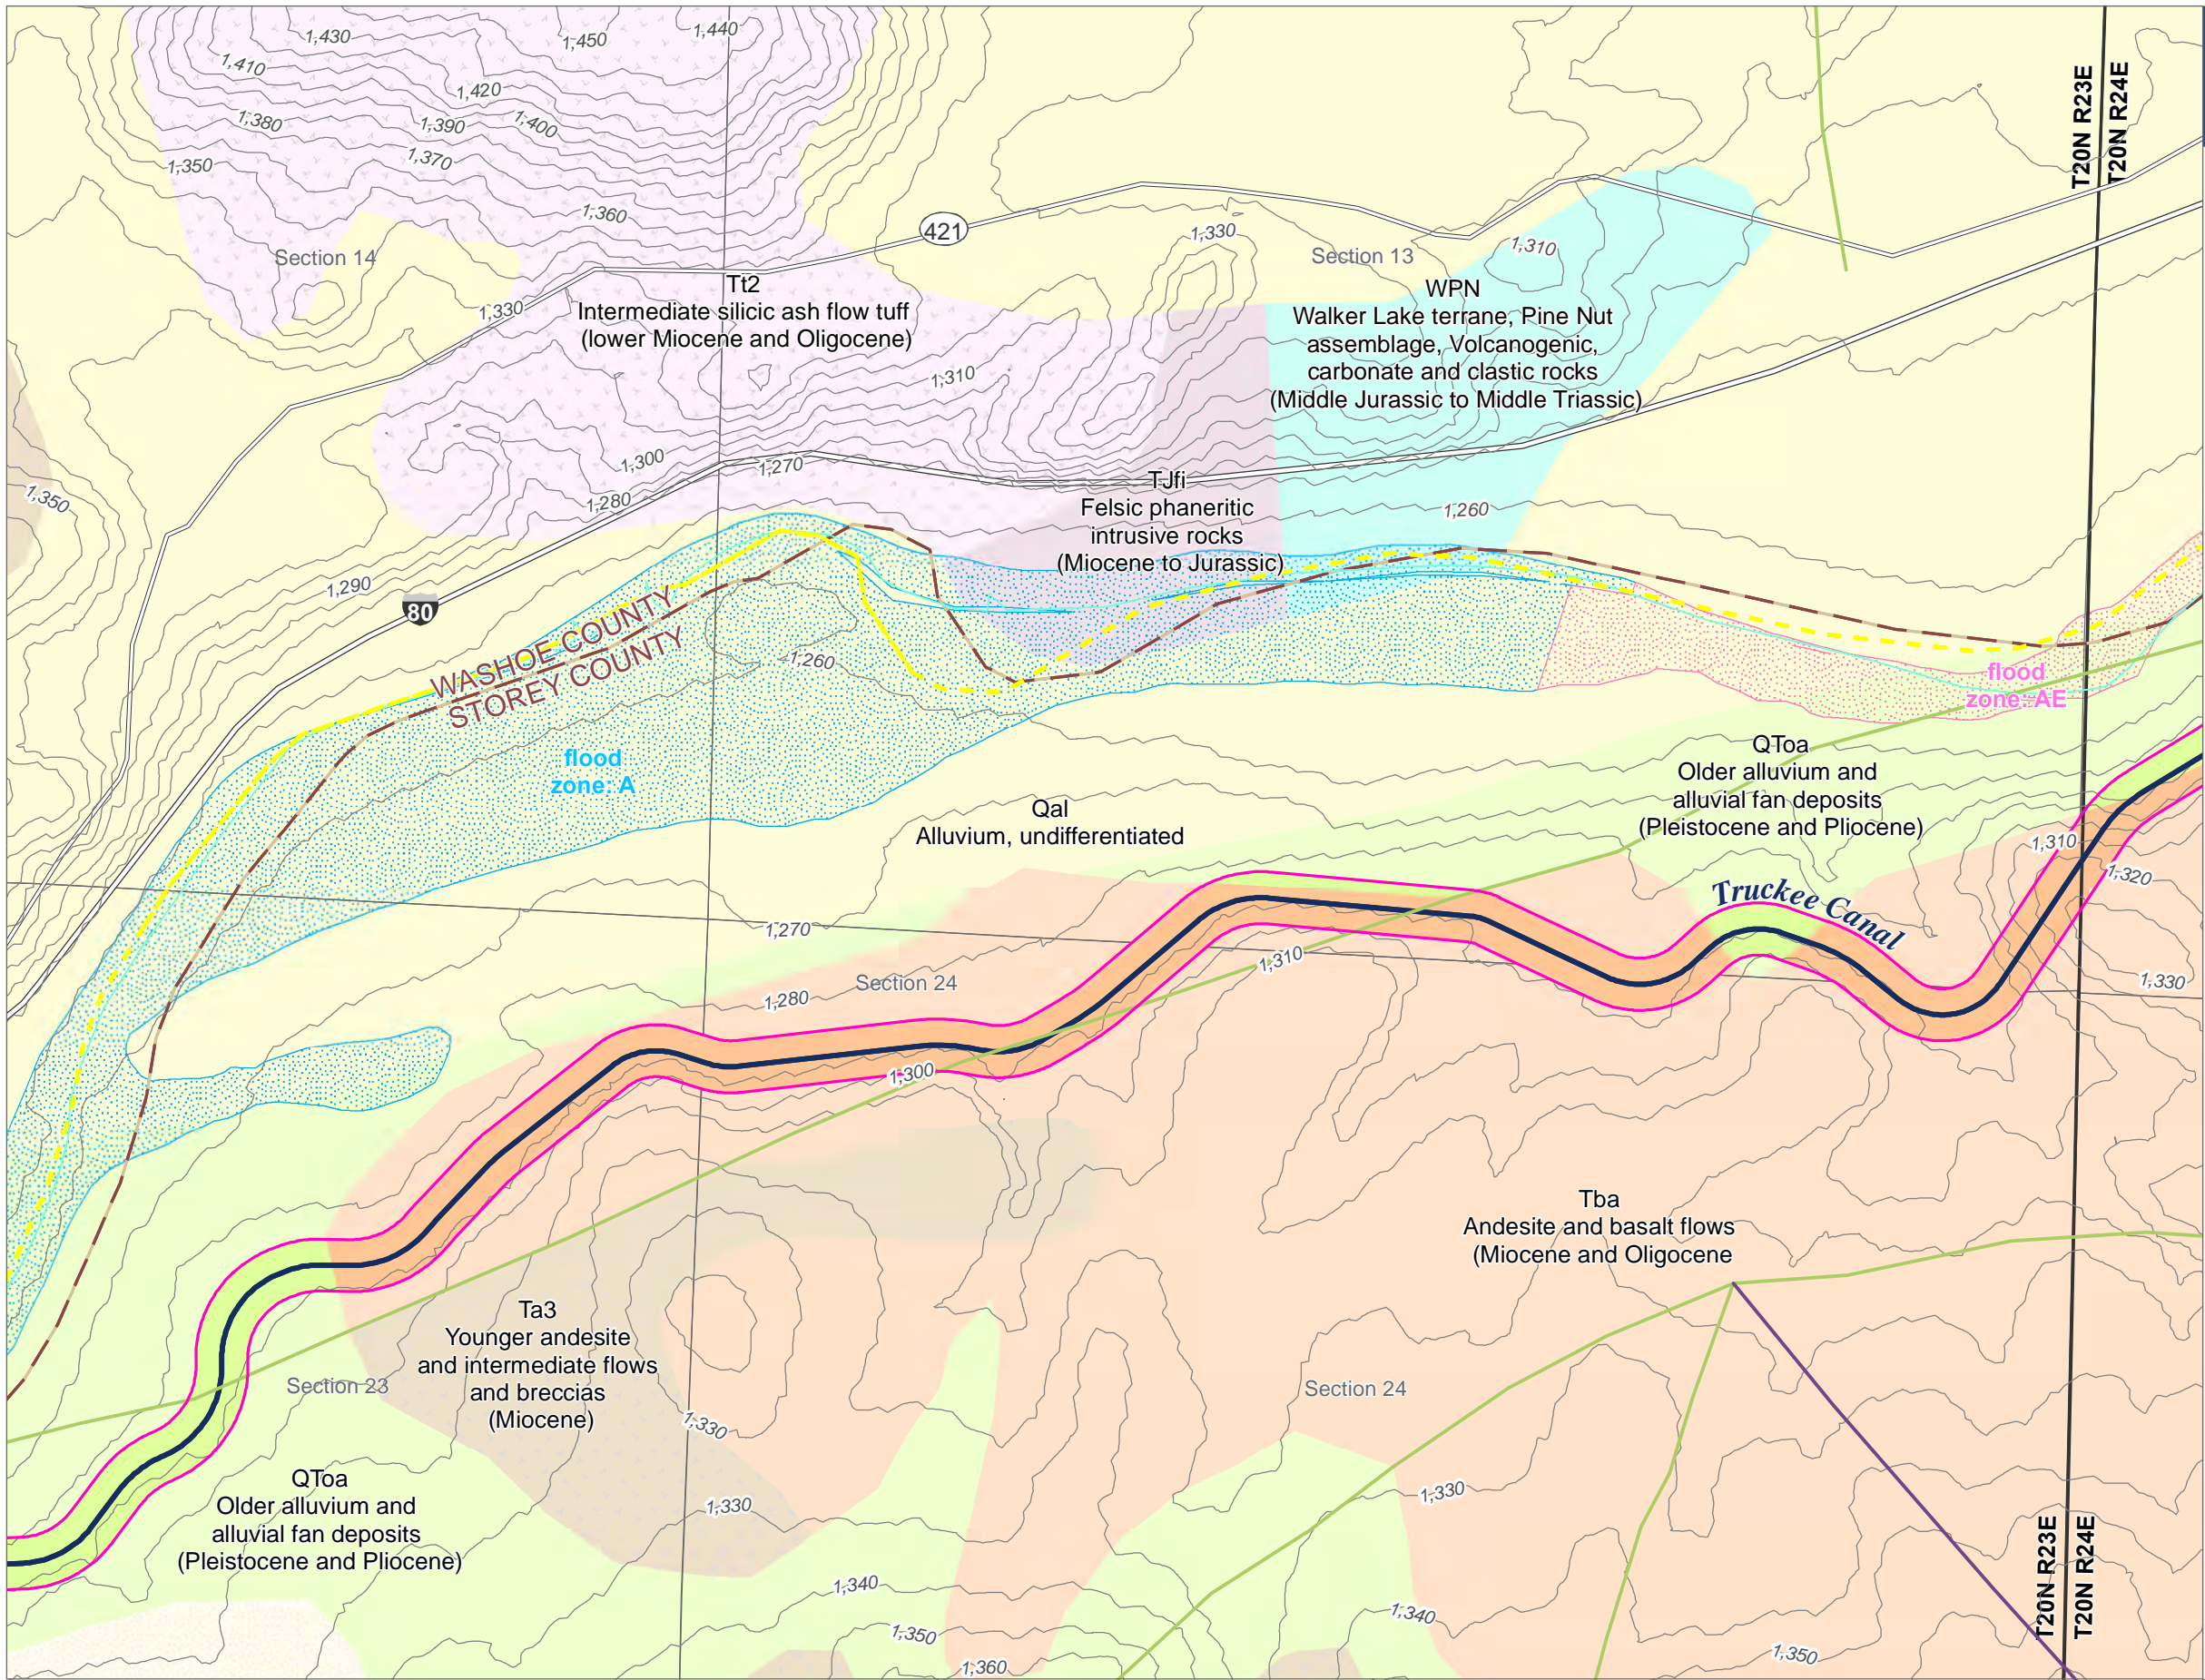 1,430
1,450
1,440
1,410
1,420
1,380
1,390
1,400
1,370
1,350
1,360
T20N R23E
T20N R24E
421
1,330
Section 14
Section 13
1,310
Tt2
Intermediate silicic ash flow tuff
(lower Miocene and Oligocene)
1,330
WPN
Walker Lake terrane, Pine Nut
assemblage, Volcanogenic,
carbonate and clastic rocks
(Middle Jurassic to Middle Triassic)
1,310
1,300
1,270
1,280
1,350
TJfi
Felsic phaneritic
intrusive rocks
(Miocene to Jurassic)
1,260
1,290
80
WASHOE COUNTY
STOREY COUNTY
1,260
flood
zone: AE
flood
zone: A
QToa
Older alluvium and
alluvial fan deposits
(Pleistocene and Pliocene)
Qal
Alluvium, undifferentiated
1,310
1,320
Truckee Canal
1,270
1,310
Section 24
1,330
1,280
1,300
Tba
Andesite and basalt flows
(Miocene and Oligocene
Ta3
Younger andesite
and intermediate flows
and breccias
(Miocene)
Section 23
Section 24
1,330
QToa
Older alluvium and
alluvial fan deposits
(Pleistocene and Pliocene)
1,330
1,330
T20N R23E
T20N R24E
1,340
1,340
1,350
1,350
1,360